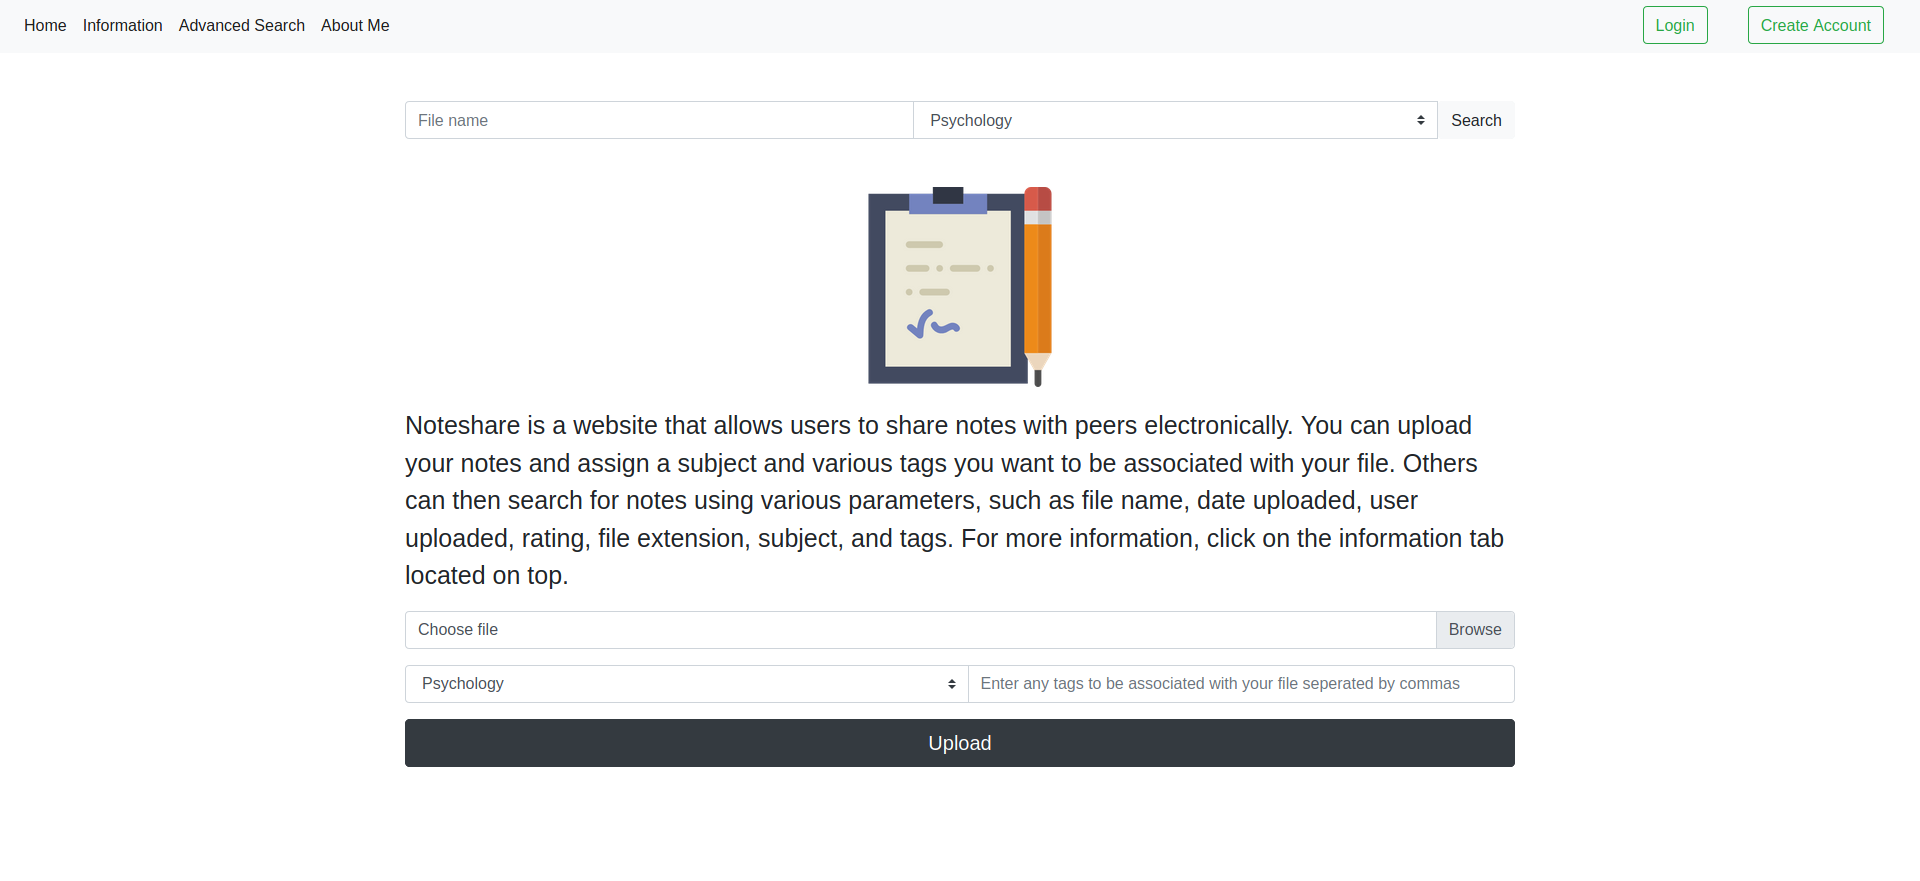 Home Information Advanced Search About Me Login Create Account
File name Psychology Search
Noteshare is a website that allows users to share notes with peers electronically. You can upload
your notes and assign a subject and various tags you want to be associated with your file. Others
can then search for notes using various parameters, such as file name, date uploaded, user
uploaded, rating, file extension, subject, and tags. For more information, click on the information tab
located on top.
Choose file Browse
Psychology Enter any tags to be associated with your file seperated by commas
Upload